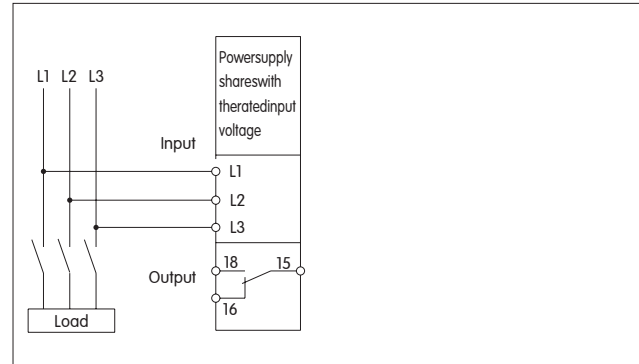 Powersupply
shareswith
theratedinput
voltage
L1 L2 L3
Input
L1
L2
L3
Output
18 15
16
Load